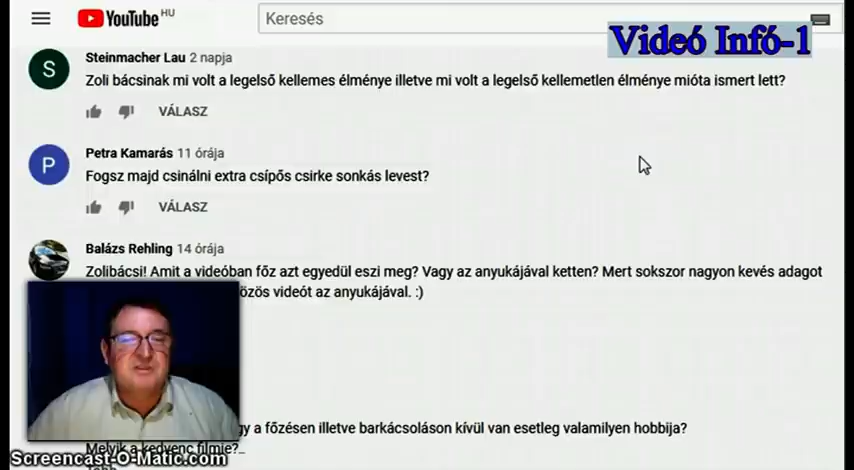 YouTube HU
Keresés
Videó Infó-1
S
Steinmacher Lau 2 napja
Zoli bácsinak mi volt a legelső kellemes élménye illetve mi volt a legelső kellemetlen élménye mióta ismert lett?
VÁLASZ
P
Petra Kamarás 11 órája
Fogsz majd csinálni extra csípős csirke sonkás levest?
VÁLASZ
Balázs Rehling 14 órája
Zolibácsi! Amit a videóban főz azt egyedül eszi meg? Vagy az anyukájával ketten? Mert sokszor nagyon kevés adagot
közös videót az anyukájával. :)
gy a főzésen illetve barkácsoláson kívül van esetleg valamilyen hobbija?
Melyik a kedvenc filmje?
Screencast-O-Matic.com